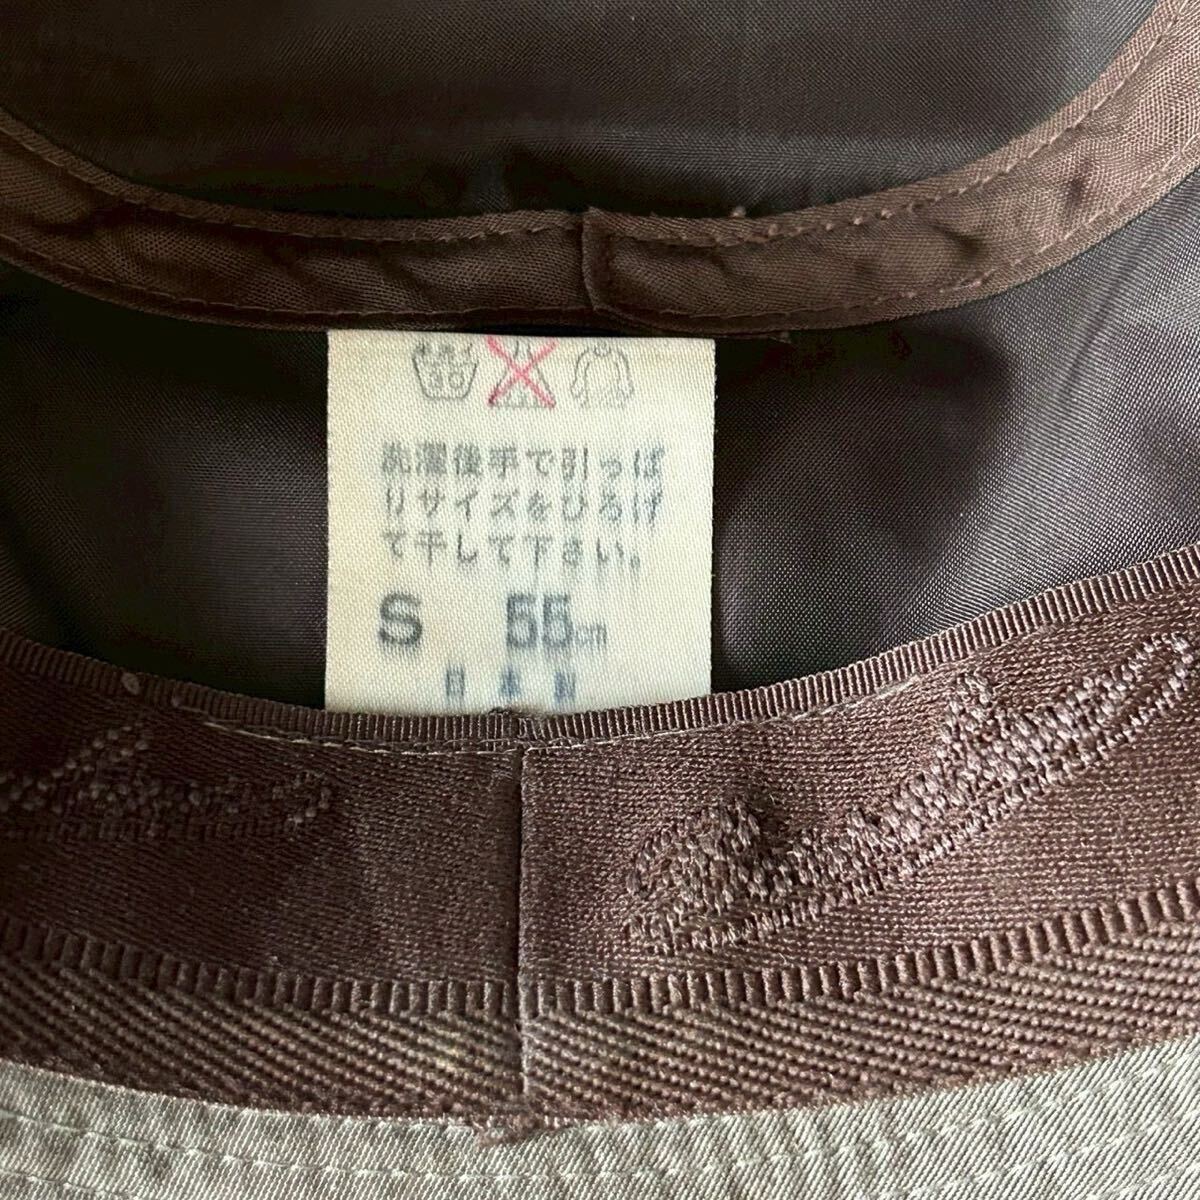 30
洗濯後手で引っぱ
りサイズをひろげ
て干して下さい。
S 55cm
日本製